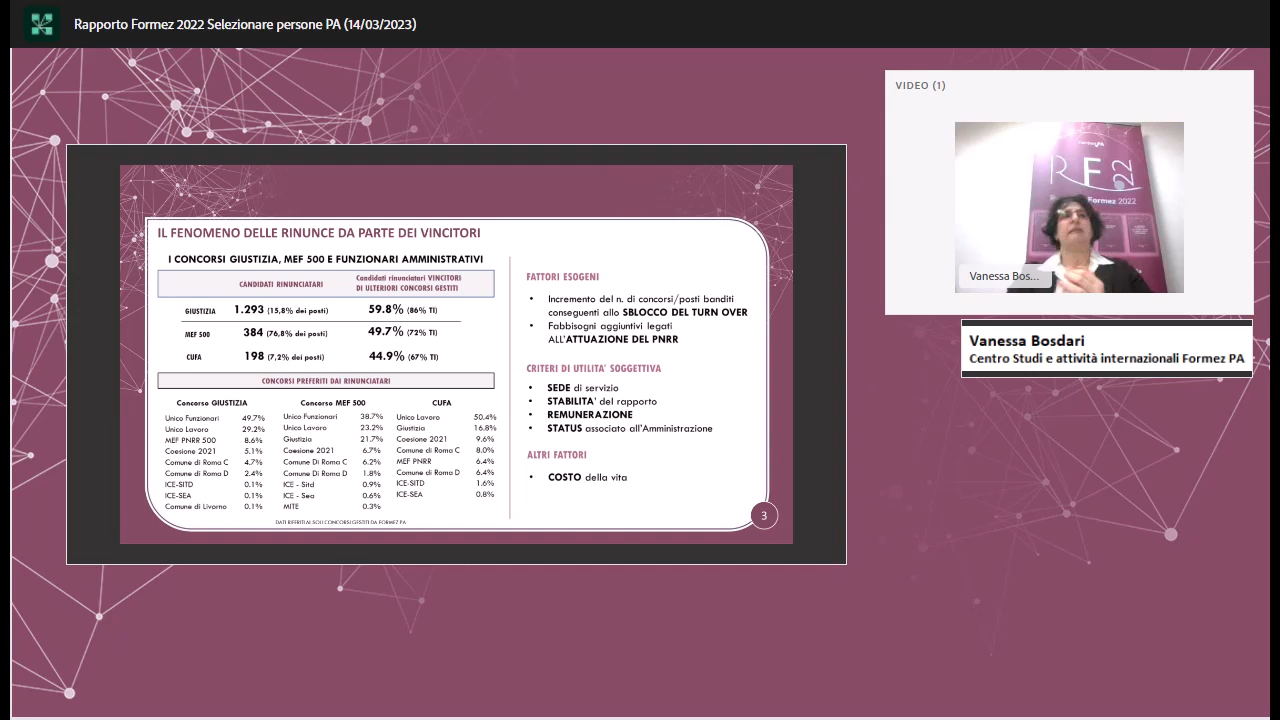 Rapporto Formez 2022 Selezionare persone PA (14/03/2023)
VIDEO (1)
RF22
Formez 2022
Vanessa Bos...
Vanessa Bosdari
Centro Studi e attività internazionali Formez PA
IL FENOMENO DELLE RINUNCE DA PARTE DEI VINCITORI
I CONCORSI GIUSTIZIA, MEF 500 E FUNZIONARI AMMINISTRATIVI
CANDIDATI RINUNCIATARI
Candidati rinunciatari VINCITORI
DI ULTERIORI CONCORSI GESTITI
GIUSTIZIA 1.293 (15,8% dei posti) 59.8% (86% TI)
MEF 500 384 (76,8% dei posti) 49.7% (72% TI)
CUFA 198 (7,2% dei posti) 44.9% (67% TI)
CONCORSI PREFERITI DAI RINUNCIATARI
Concorso GIUSTIZIA
Unico Funzionari 49.7%
Unico Lavoro 29.2%
MEF PNRR 500 8.6%
Coesione 2021 5.1%
Comune di Roma C 4.7%
Comune di Roma D 2.4%
ICE-SITD 0.1%
ICE-SEA 0.1%
Comune di Livorno 0.1%
Concorso MEF 500
Unico Funzionari 38.7%
Unico Lavoro 23.2%
Giustizia 21.7%
Coesione 2021 6.7%
Comune Di Roma C 6.2%
Comune Di Roma D 1.8%
ICE - Sitd 0.9%
ICE - Sea 0.6%
MITE 0.3%
CUFA
Unico Lavoro 50.4%
Giustizia 16.8%
Coesione 2021 9.6%
Comune di Roma C 8.0%
MEF PNRR 6.4%
Comune di Roma D 6.4%
ICE-SITD 1.6%
ICE-SEA 0.8%
DATI RIFERITI AI SOLI CONCORSI GESTITI DA FORMEZ PA
FATTORI ESOGENI
• Incremento del n. di concorsi/posti banditi
conseguenti allo SBLOCCO DEL TURN OVER
• Fabbisogni aggiuntivi legati
ALL'ATTUAZIONE DEL PNRR
CRITERI DI UTILITA' SOGGETTIVA
• SEDE di servizio
• STABILITA' del rapporto
• REMUNERAZIONE
• STATUS associato all'Amministrazione
ALTRI FATTORI
• COSTO della vita
3